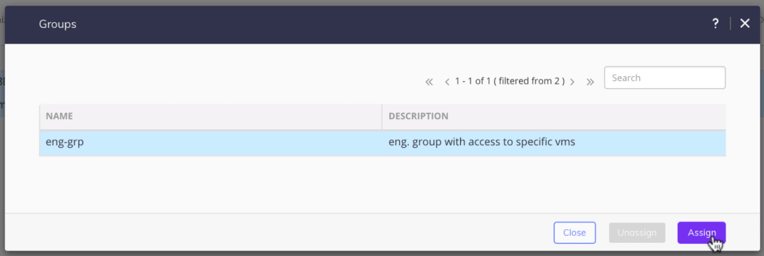 Groups ? ×
« < 1 - 1 of 1 ( filtered from 2 ) > » Search
NAME DESCRIPTION
eng-grp eng. group with access to specific vms
Close Unassign Assign